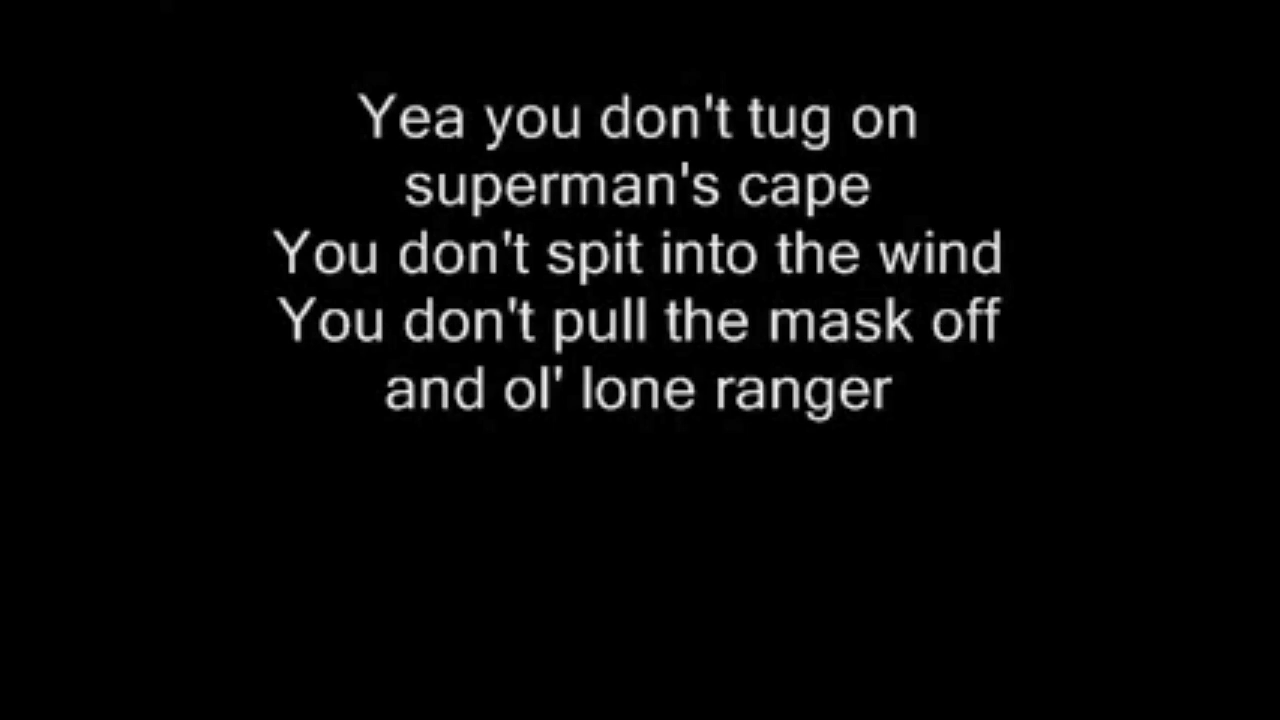 Yea you don't tug on
superman's cape
You don't spit into the wind
You don't pull the mask off
and ol' lone ranger